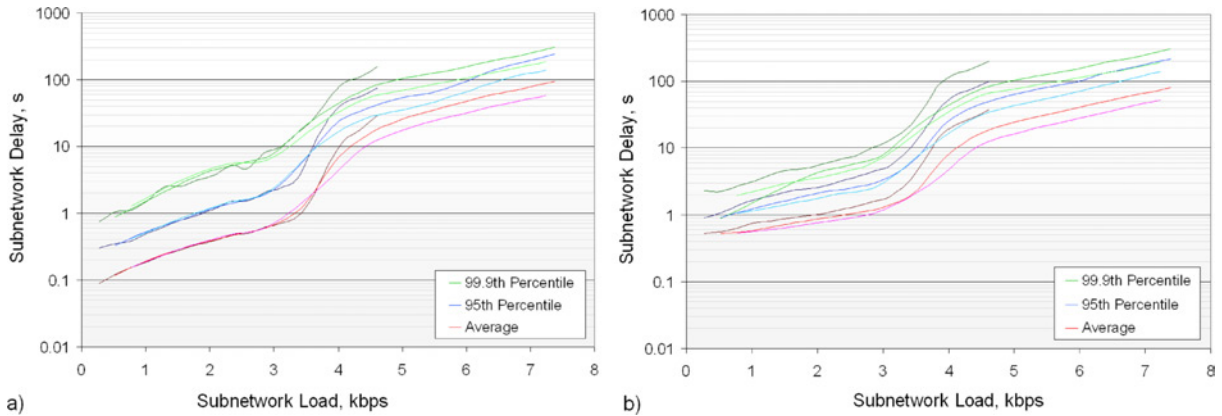 1000
100
10
1
0.1
0.01
Subnetwork Delay, s
0 1 2 3 4 5 6 7 8
Subnetwork Load, kbps
99.9th Percentile
95th Percentile
Average
a)
1000
100
10
1
0.1
0.01
Subnetwork Delay, s
0 1 2 3 4 5 6 7 8
Subnetwork Load, kbps
99.9th Percentile
95th Percentile
Average
b)